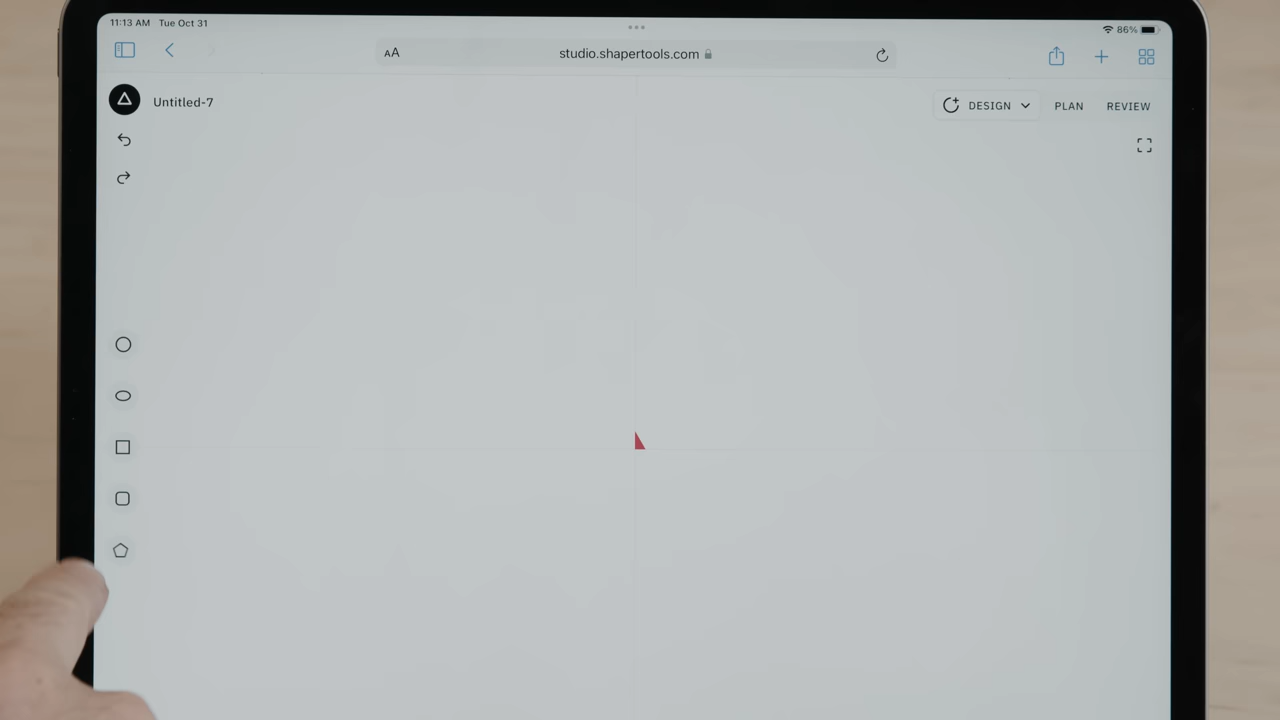 11:13 AM Tue Oct 31
86%
AA
studio.shapertools.com
Untitled-7
DESIGN
PLAN
REVIEW